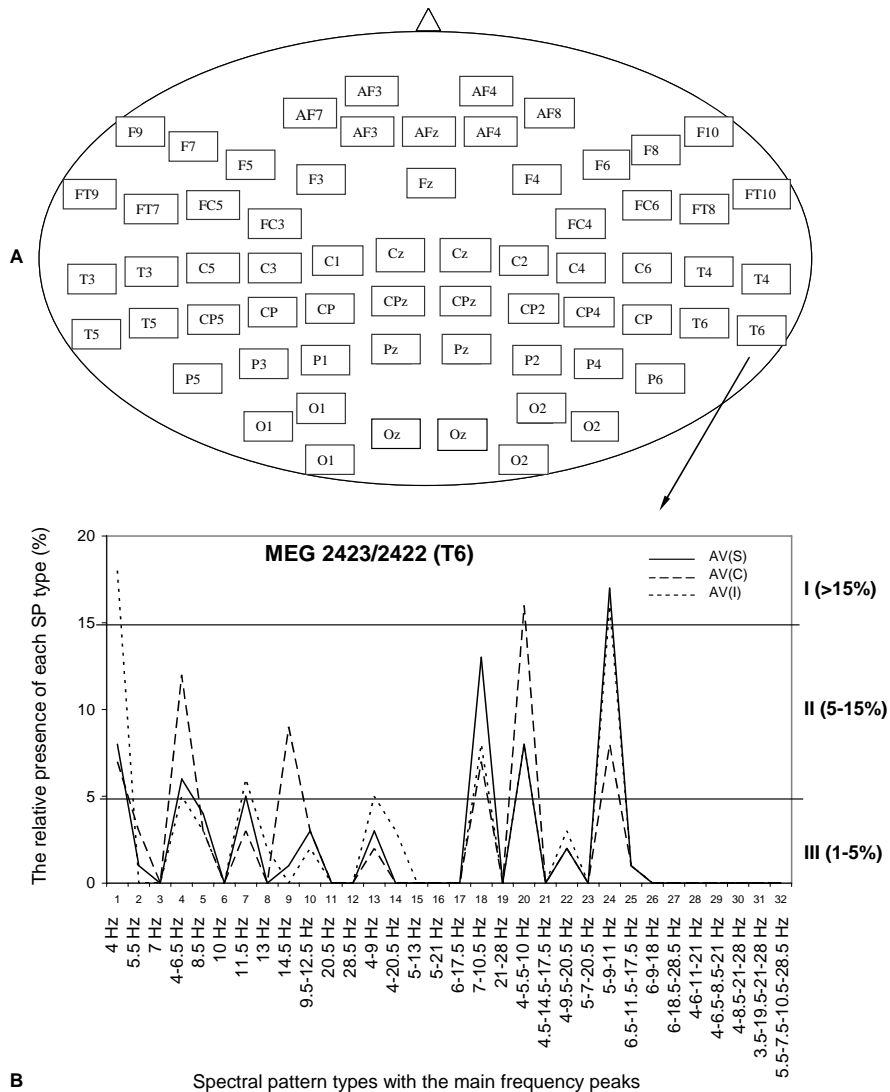 AF3 AF4
AF7 AF8
F9 AF3 AFz AF4 F10
F7 F8
F5 F6
F3 Fz F4
FT9 FT10
FT7 FC5 FC6 FT8
FC3 FC4
A
Cz Cz
T3 T3 C5 C3 C1 C2 C4 C6 T4 T4
CPz CPz
T5 T5 CP5 CP CP CP2 CP4 CP T6 T6
Pz Pz
P5 P3 P1 P2 P4 P6
O1 O2
O1 Oz Oz O2
O1 O2
MEG 2423/2422 (T6)
AV(S)
AV(C)
AV(I)
The relative presence of each SP type (%)
20
15
10
5
0
I (>15%)
II (5-15%)
III (1-5%)
1 2 3 4 5 6 7 8 9 10 11 12 13 14 15 16 17 18 19 20 21 22 23 24 25 26 27 28 29 30 31 32
4 Hz
5.5 Hz
7 Hz
4-6.5 Hz
8.5 Hz
10 Hz
11.5 Hz
13 Hz
14.5 Hz
9.5-12.5 Hz
20.5 Hz
28.5 Hz
4-9 Hz
4-20.5 Hz
5-13 Hz
5-21 Hz
6-17.5 Hz
7-10.5 Hz
21-28 Hz
4-5.5-10 Hz
4.5-14.5-17.5 Hz
4-9.5-20.5 Hz
5-7-20.5 Hz
5-9-11 Hz
6.5-11.5-17.5 Hz
6-9-18 Hz
6-18.5-28.5 Hz
4-6-11-21 Hz
4-6.5-8.5-21 Hz
4-8.5-21-28 Hz
3.5-19.5-21-28 Hz
5.5-7.5-10.5-28.5 Hz
B
Spectral pattern types with the main frequency peaks